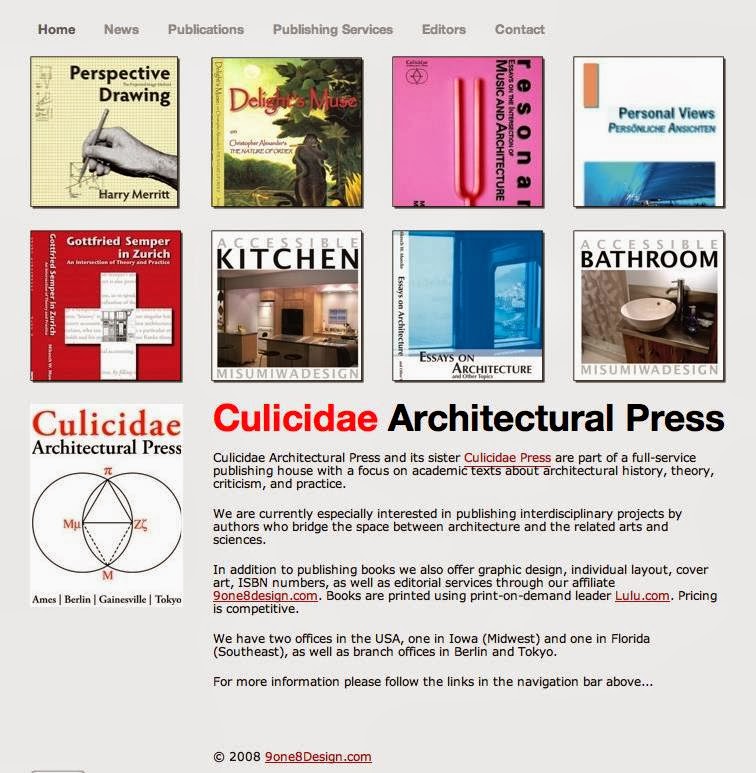 Home News Publications Publishing Services Editors Contact
Perspective
Drawing
Harry Merritt
Delight's Muse
on
Christopher Alexander's
THE NATURE OF ORDER
Culicidae
resonan
ESSAYS ON THE INTERSECTION OF
MUSIC AND ARCHITECTURE
Personal Views
PERSÖNLICHE ANSICHTEN
Gottfried Semper
in Zurich
An Intersection of Theory and Practice
Gottfried Semper in Zurich
ACCESSIBLE
KITCHEN
MISUMIWADESIGN
Essays on Architecture
ESSAYS ON
ARCHITECTURE
and Other Topics
ACCESSIBLE
BATHROOM
MISUMIWADESIGN
Culicidae
Architectural Press
π
Mμ Zζ
M
Ames | Berlin | Gainesville | Tokyo
Culicidae Architectural Press
Culicidae Architectural Press and its sister Culicidae Press are part of a full-service
publishing house with a focus on academic texts about architectural history, theory,
criticism, and practice.
We are currently especially interested in publishing interdisciplinary projects by
authors who bridge the space between architecture and the related arts and
sciences.
In addition to publishing books we also offer graphic design, individual layout, cover
art, ISBN numbers, as well as editorial services through our affiliate
9one8design.com. Books are printed using print-on-demand leader Lulu.com. Pricing
is competitive.
We have two offices in the USA, one in Iowa (Midwest) and one in Florida
(Southeast), as well as branch offices in Berlin and Tokyo.
For more information please follow the links in the navigation bar above...
© 2008 9one8Design.com